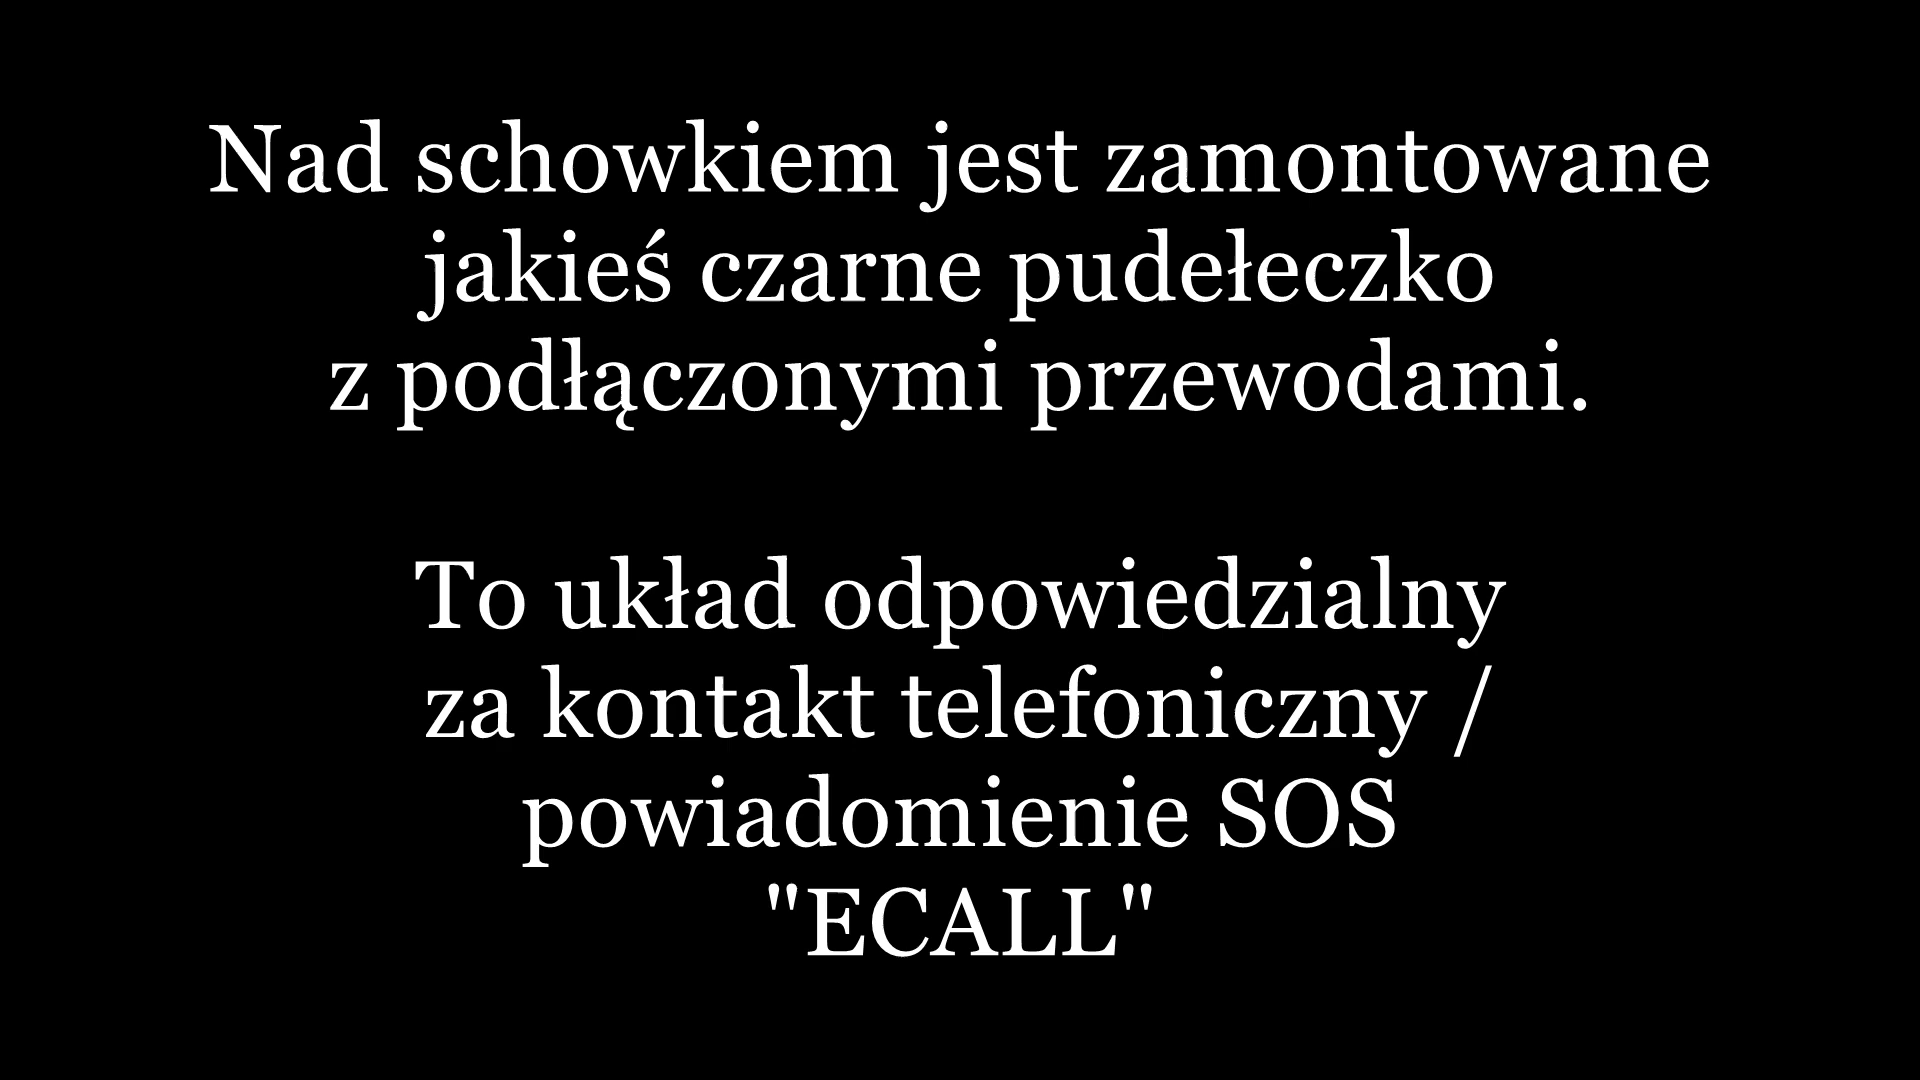 Nad schowkiem jest zamontowane
jakieś czarne pudełeczko
z podłączonymi przewodami.
To układ odpowiedzialny
za kontakt telefoniczny /
powiadomienie SOS
"ECALL"